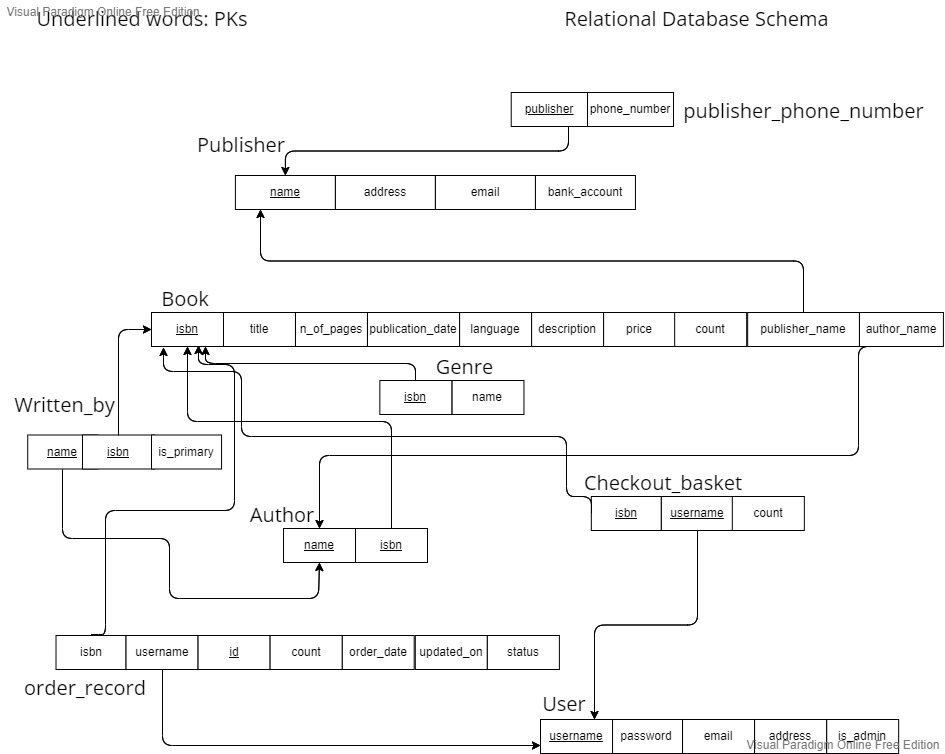 Visual Paradigm Online Free Edition
Underlined words: PKs
Relational Database Schema
publisher phone_number
publisher_phone_number
Publisher
name address email bank_account
Book
isbn title n_of_pages publication_date language description price count publisher_name author_name
Genre
isbn name
Written_by
name isbn is_primary
Checkout_basket
isbn username count
Author
name isbn
isbn username id count order_date updated_on status
order_record
User
username password email address is_admin
Visual Paradigm Online Free Edition